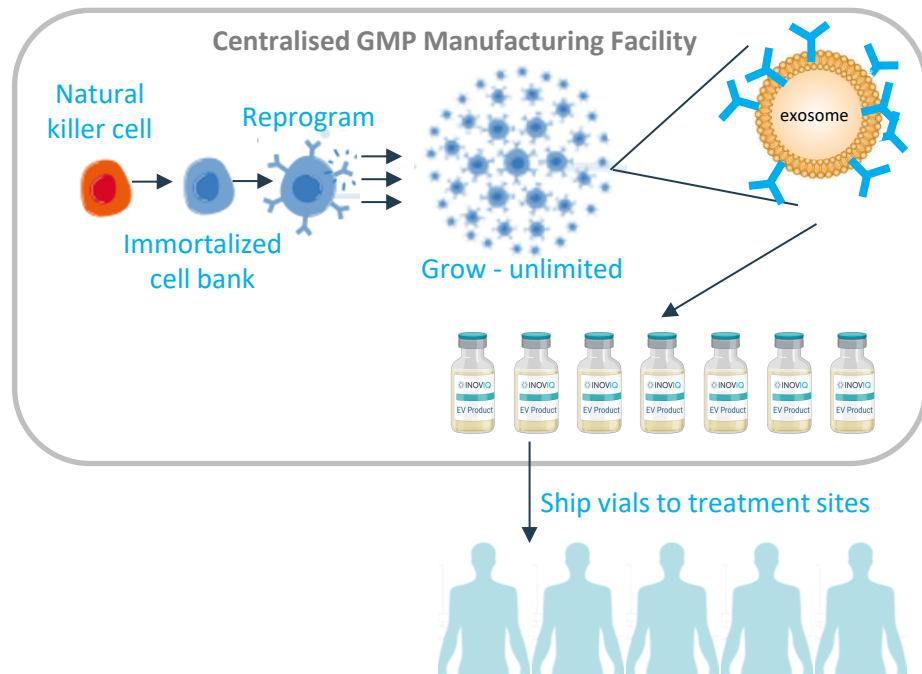 Centralised GMP Manufacturing Facility
Natural
killer cell
Reprogram
exosome
Immortalized
cell bank
Grow - unlimited
INOVIQ
EV Product
INOVIQ
EV Product
INOVIQ
EV Product
INOVIQ
EV Product
INOVIQ
EV Product
INOVIQ
EV Product
INOVIQ
EV Product
Ship vials to treatment sites